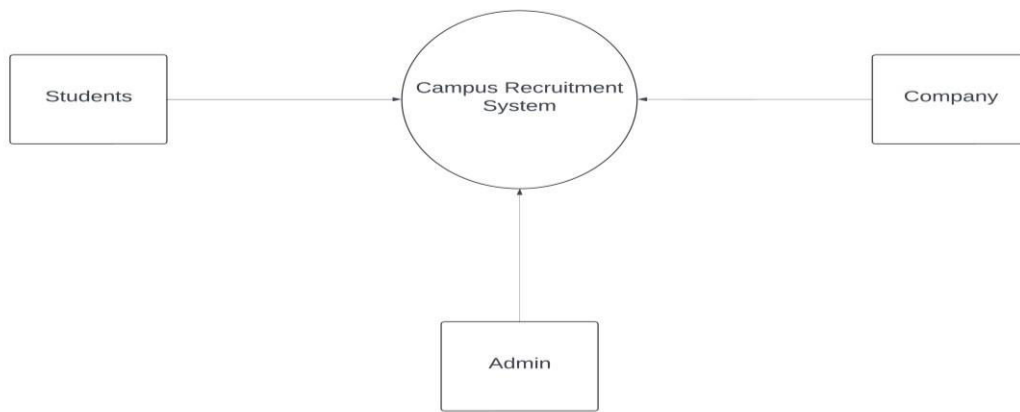 Students
Campus Recruitment
System
Company
Admin